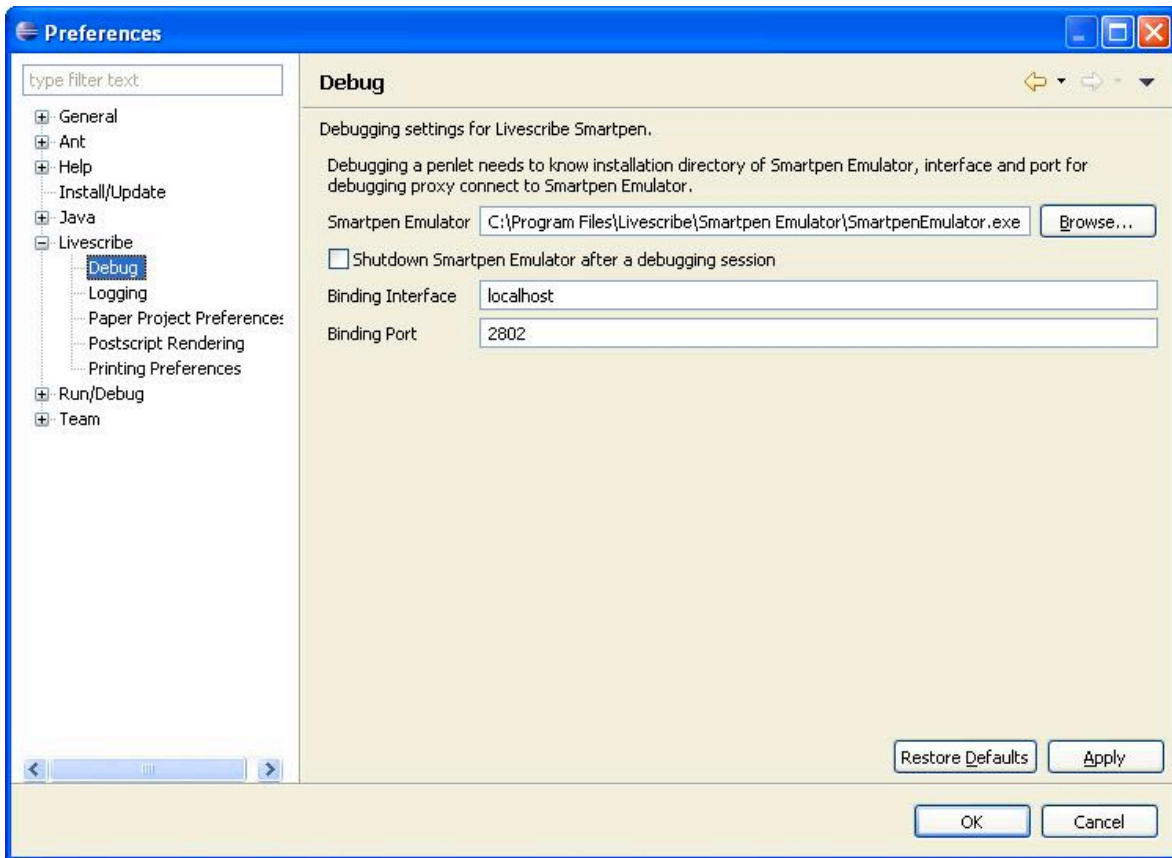 Preferences
type filter text
General
Ant
Help
Install/Update
Java
Livescribe
Debug
Logging
Paper Project Preferences
Postscript Rendering
Printing Preferences
Run/Debug
Team
Debug
Debugging settings for Livescribe Smartpen.
Debugging a penlet needs to know installation directory of Smartpen Emulator, interface and port for
debugging proxy connect to Smartpen Emulator.
Smartpen Emulator C:\Program Files\Livescribe\Smartpen Emulator\SmartpenEmulator.exe Browse...
Shutdown Smartpen Emulator after a debugging session
Binding Interface localhost
Binding Port 2802
Restore Defaults Apply
OK Cancel